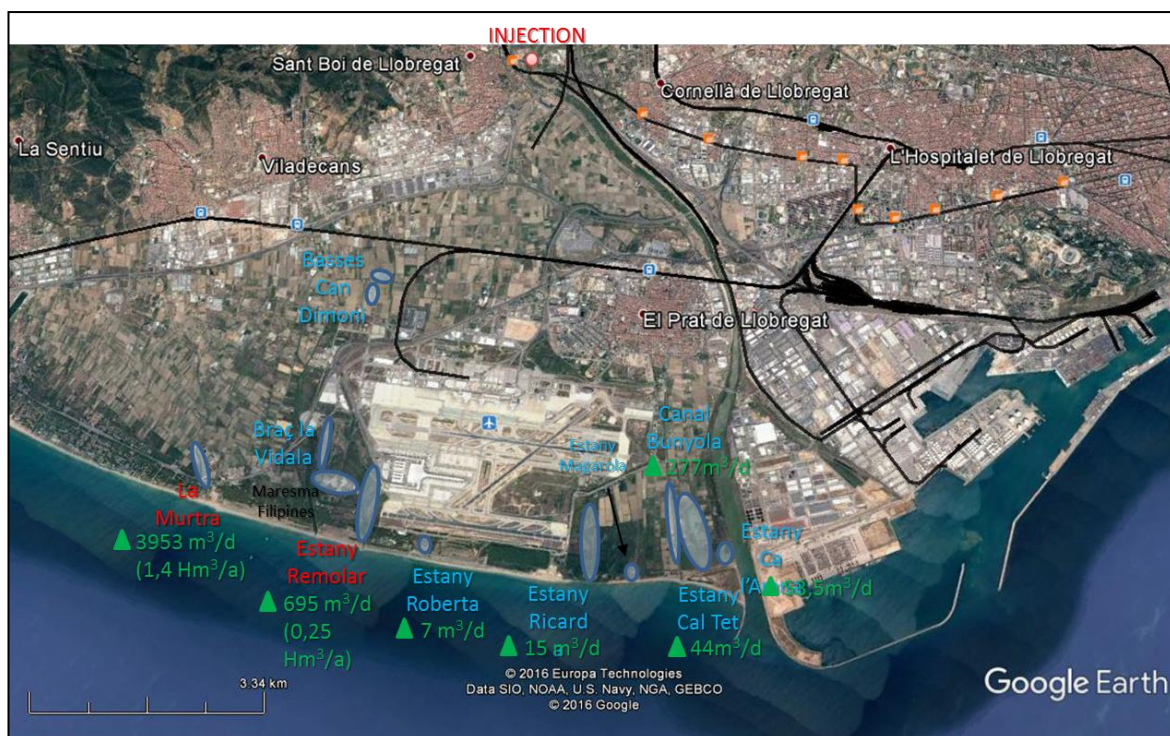 INJECTION
Sant Boi de Llobregat
Cornellà de Llobregat
La Sentiu
Viladecans
L'Hospitalet de Llobregat
Basses
Can
Dimoni
El Prat de Llobregat
Braç la
Vidala
Maresma
Filipines
Estany
Magarola
Canal
Bunyola
277m³/d
La
Murtra
3953 m³/d
(1,4 Hm³/a)
Estany
Remolar
695 m³/d
(0,25
Hm³/a)
Estany
Roberta
7 m³/d
Estany
Ricard
a
15 m³/d
Estany
Cal Tet
44m³/d
Estany
Ca
3.34 km
© 2016 Europa Technologies
Data SIO, NOAA, U.S. Navy, NGA, GEBCO
© 2016 Google
Google Earth